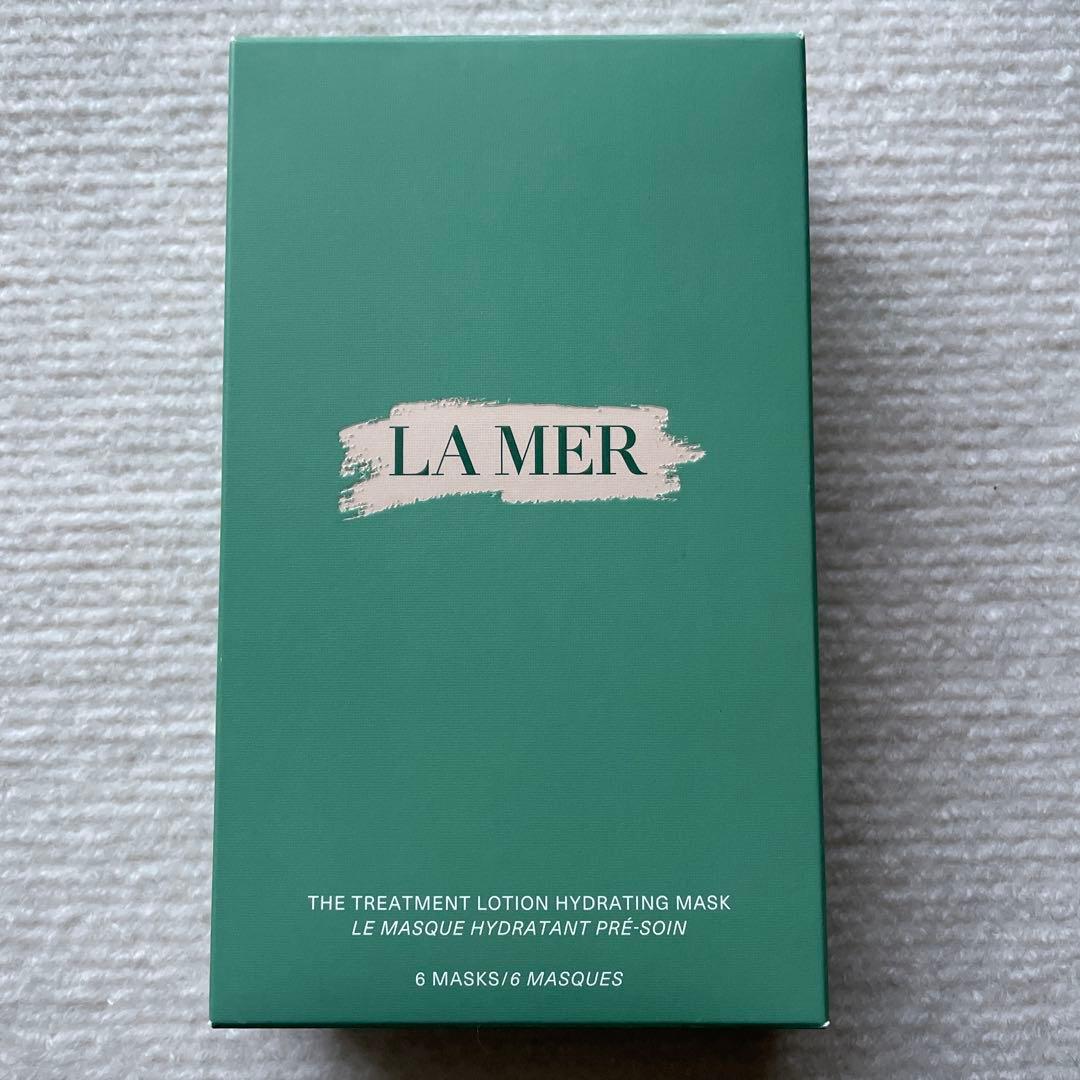 LA MER
THE TREATMENT LOTION HYDRATING MASK
LE MASQUE HYDRATANT PRÉ-SOIN
6 MASKS/6 MASQUES